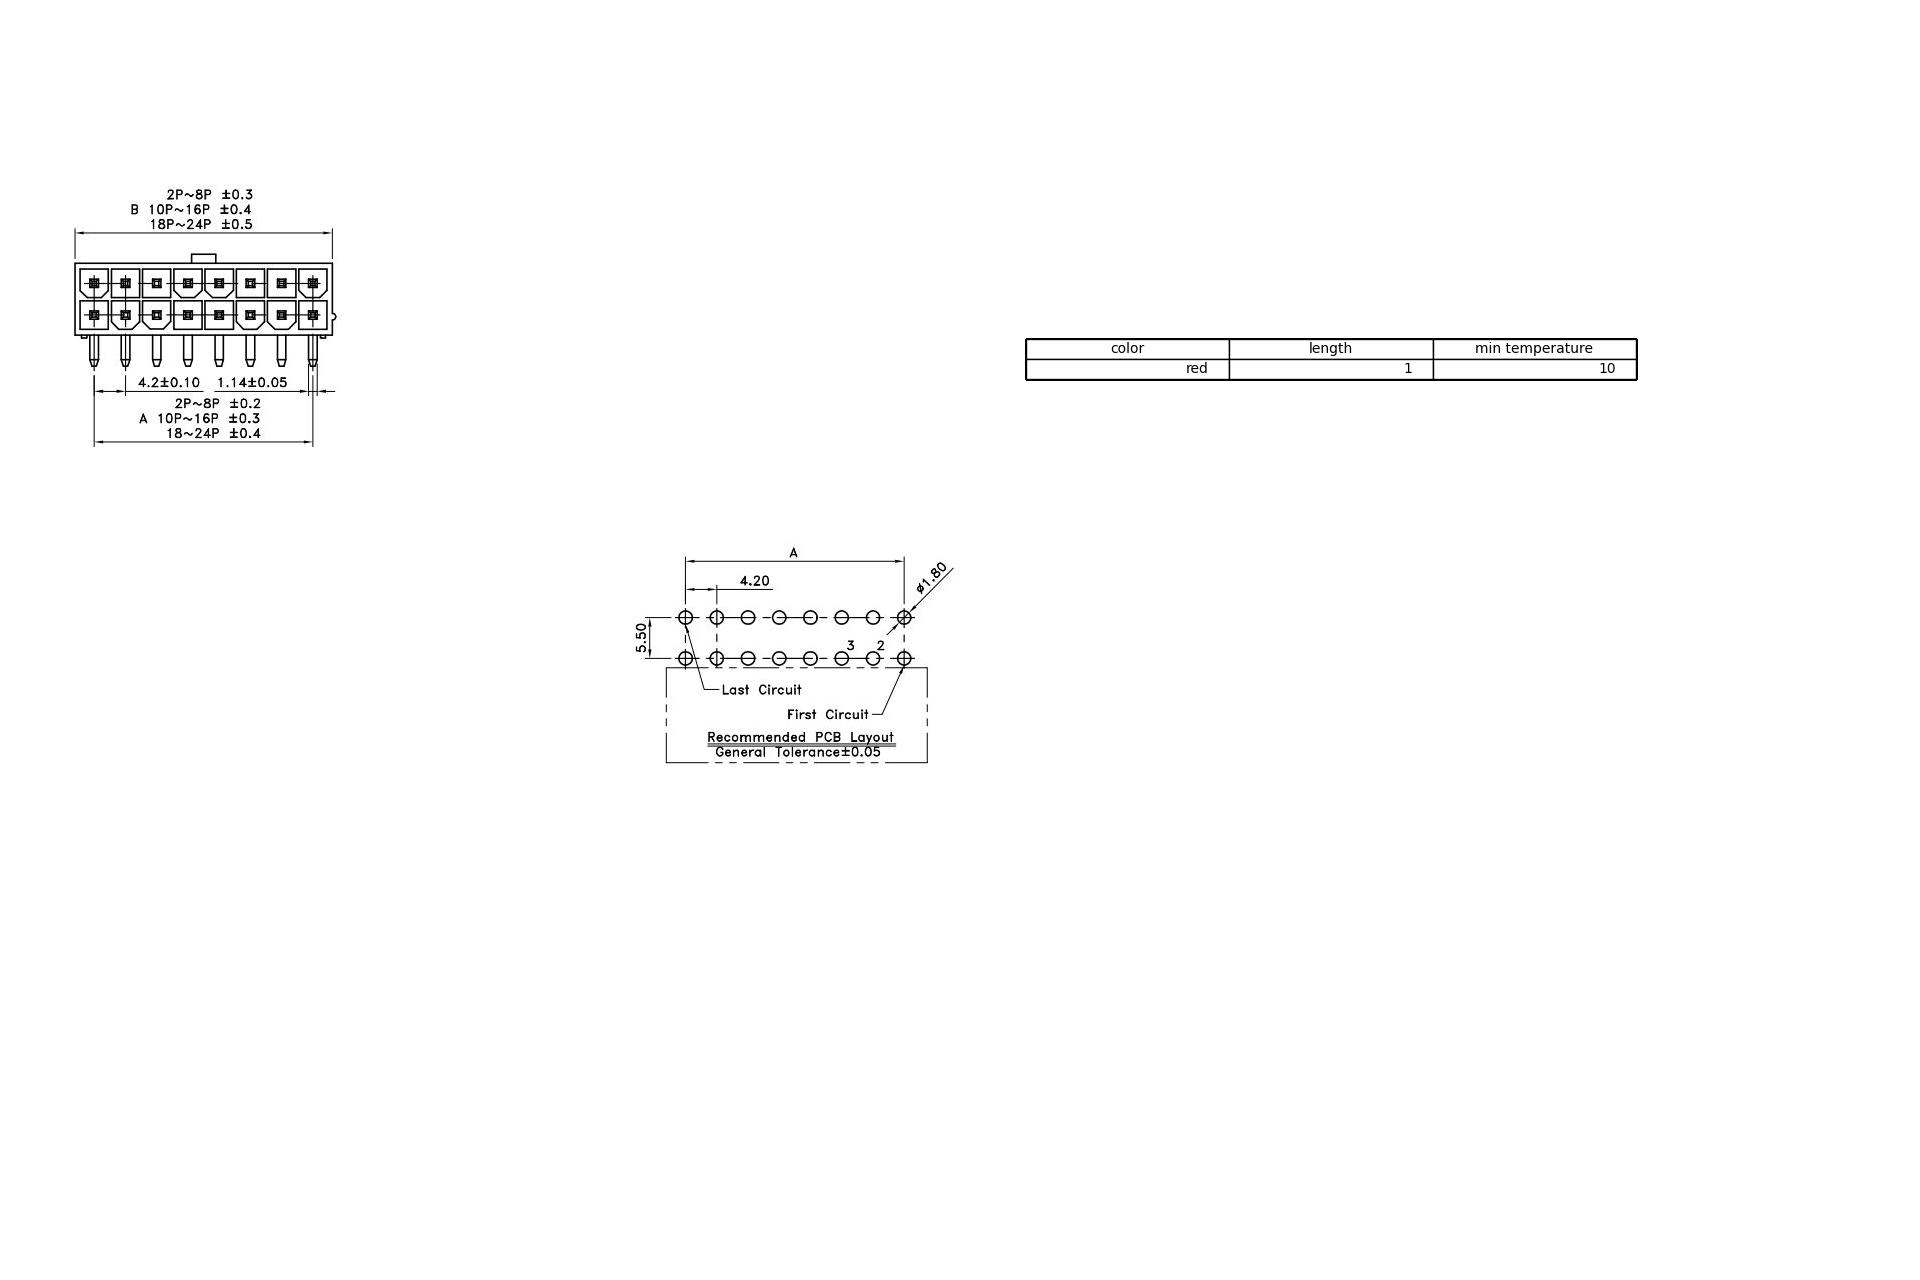 2P~8P ±0.3
B 10P~16P ±0.4
18P~24P ±0.5
4.2±0.10 1.14±0.05
2P~8P ±0.2
A 10P~16P ±0.3
18~24P ±0.4
color length min temperature
red 1 10
A
4.20
ø1.80
5.50
3 2
Last Circuit
First Circuit
Recommended PCB Layout
General Tolerance±0.05